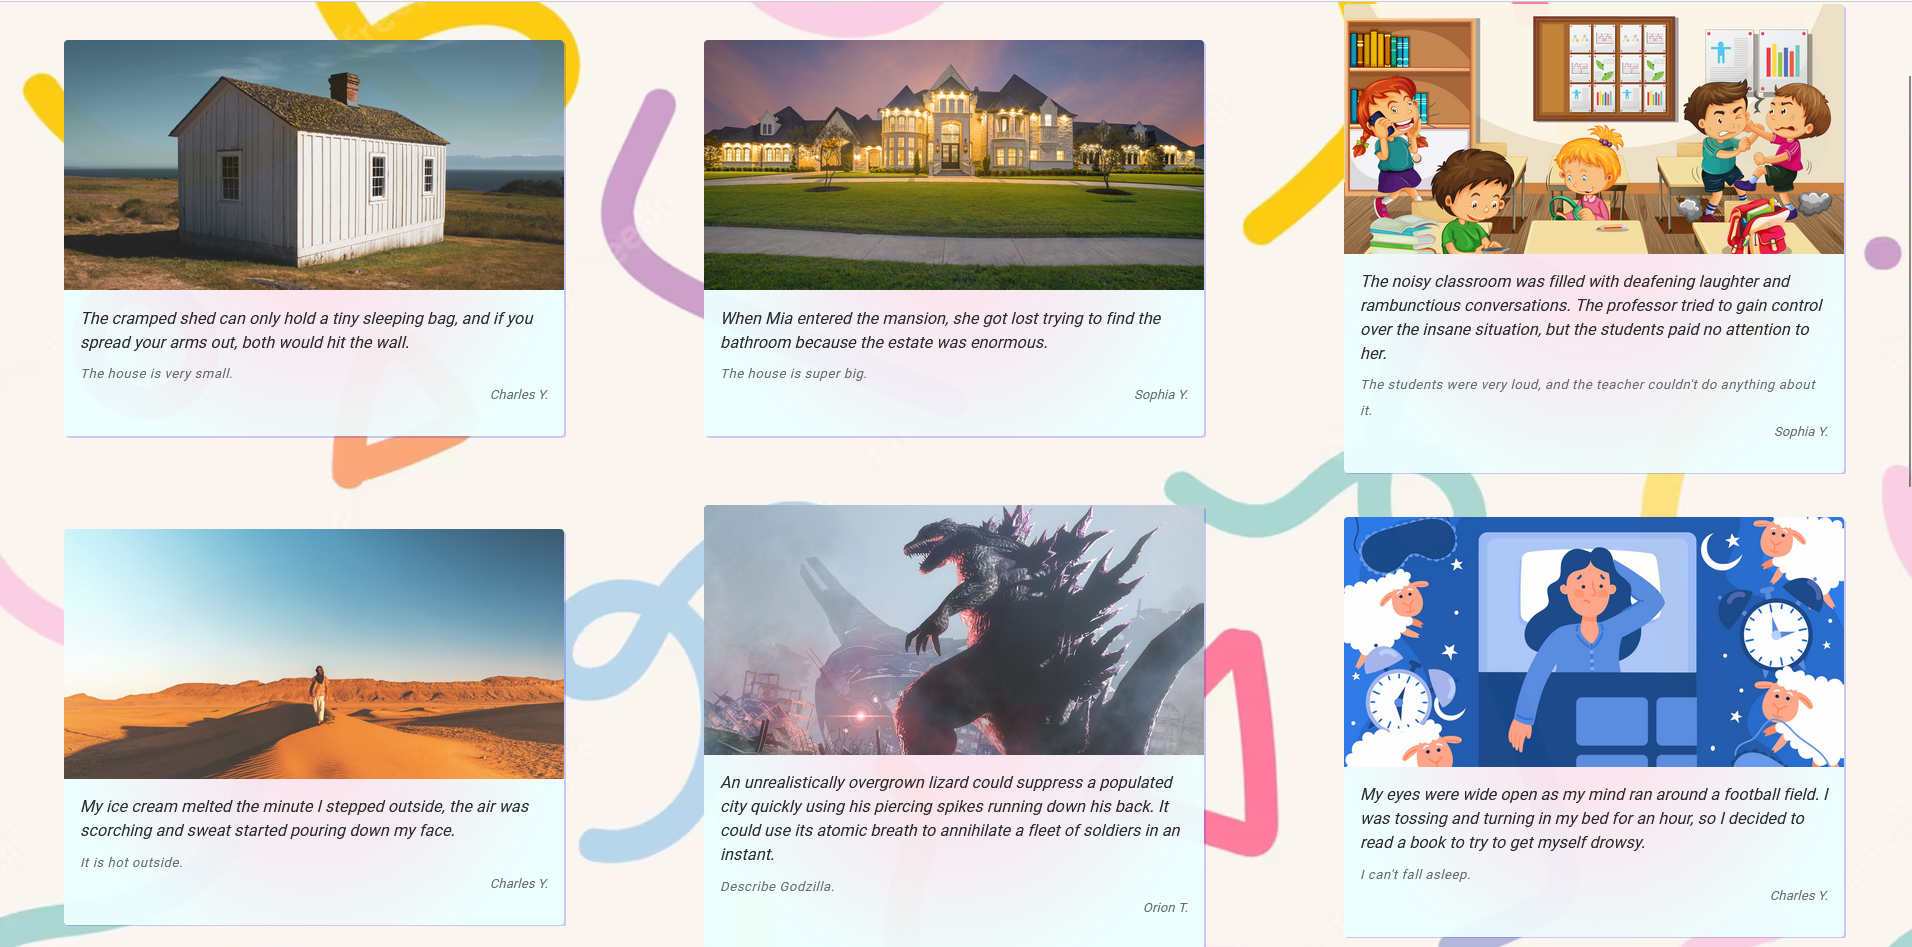 The cramped shed can only hold a tiny sleeping bag, and if you
spread your arms out, both would hit the wall.
The house is very small.
Charles Y.
When Mia entered the mansion, she got lost trying to find the
bathroom because the estate was enormous.
The house is super big.
Sophia Y.
The noisy classroom was filled with deafening laughter and
rambunctious conversations. The professor tried to gain control
over the insane situation, but the students paid no attention to
her.
The students were very loud, and the teacher couldn't do anything about
it.
Sophia Y.
My ice cream melted the minute I stepped outside, the air was
scorching and sweat started pouring down my face.
It is hot outside.
Charles Y.
An unrealistically overgrown lizard could suppress a populated
city quickly using his piercing spikes running down his back. It
could use its atomic breath to annihilate a fleet of soldiers in an
instant.
Describe Godzilla.
Orion T.
My eyes were wide open as my mind ran around a football field. I
was tossing and turning in my bed for an hour, so I decided to
read a book to try to get myself drowsy.
I can't fall asleep.
Charles Y.